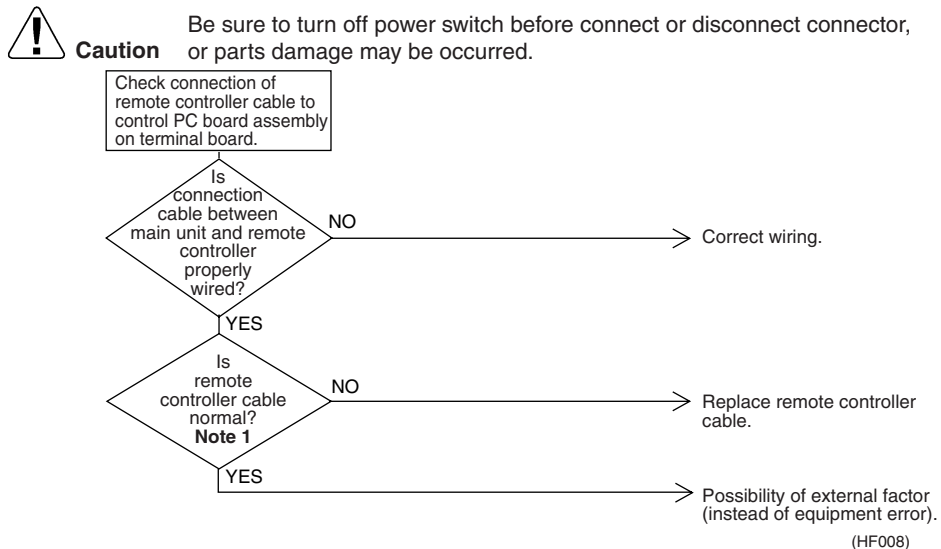 Be sure to turn off power switch before connect or disconnect connector,
Caution or parts damage may be occurred.
Check connection of
remote controller cable to
control PC board assembly
on terminal board.
Is
connection
cable between
main unit and remote
controller
properly
wired?
NO
Correct wiring.
YES
Is
remote
controller cable
normal?
Note 1
NO
Replace remote controller
cable.
YES
Possibility of external factor
(instead of equipment error).
(HF008)